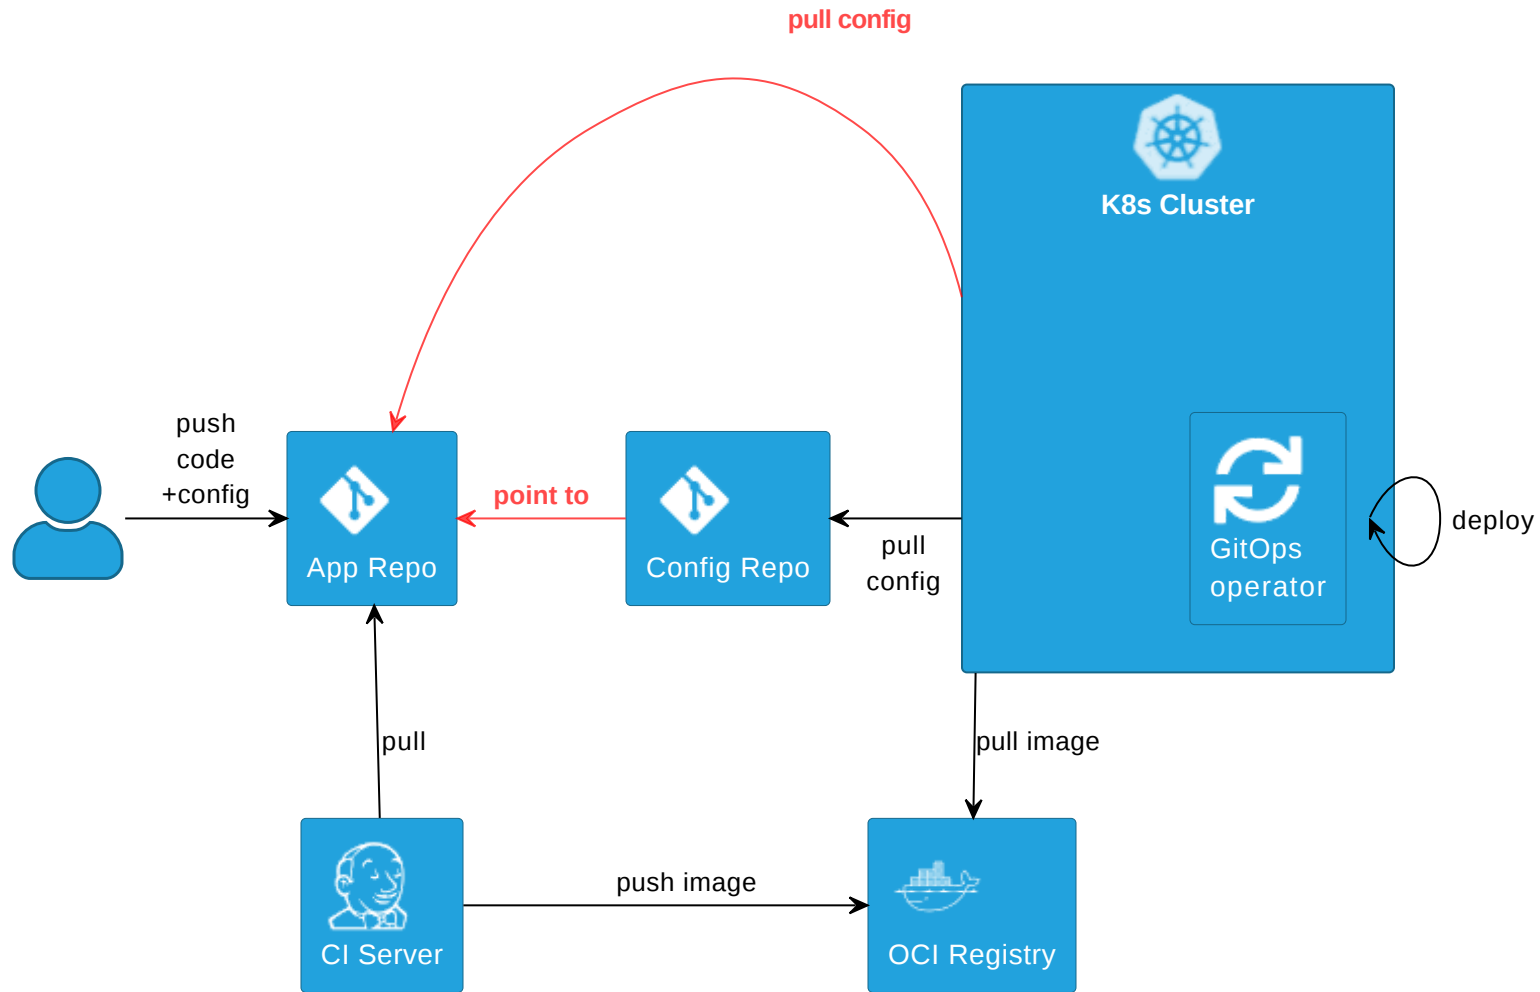 pull config
K8s Cluster
push
code
+config
App Repo
point to
Config Repo
pull
config
GitOps
operator
deploy
pull
pull image
CI Server
push image
OCI Registry